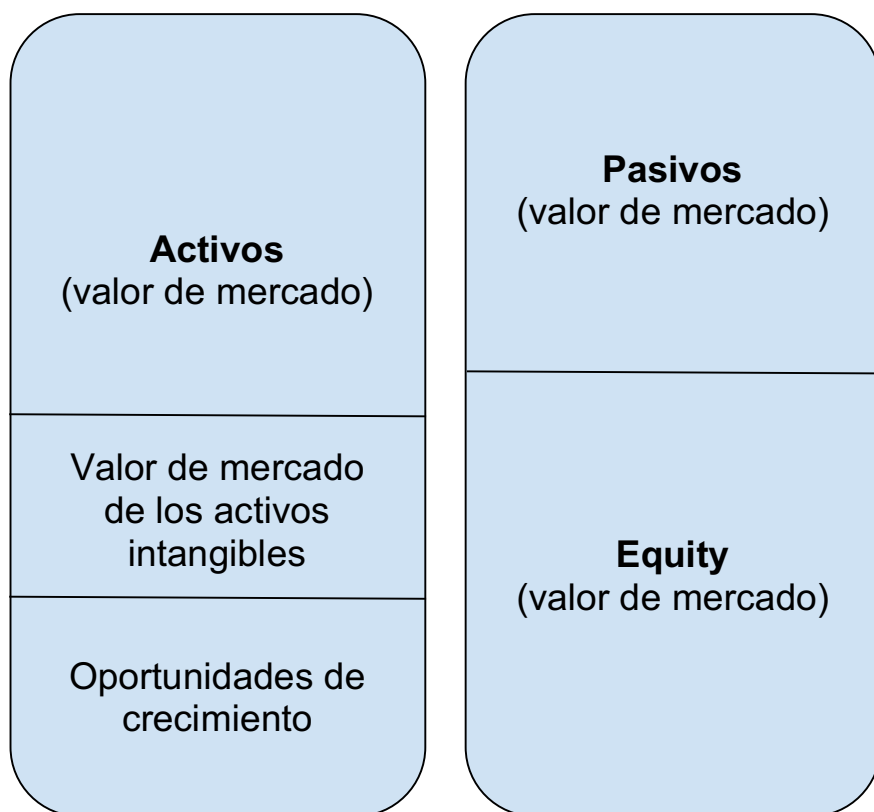 Activos
(valor de mercado)
Valor de mercado
de los activos
intangibles
Oportunidades de
crecimiento
Pasivos
(valor de mercado)
Equity
(valor de mercado)